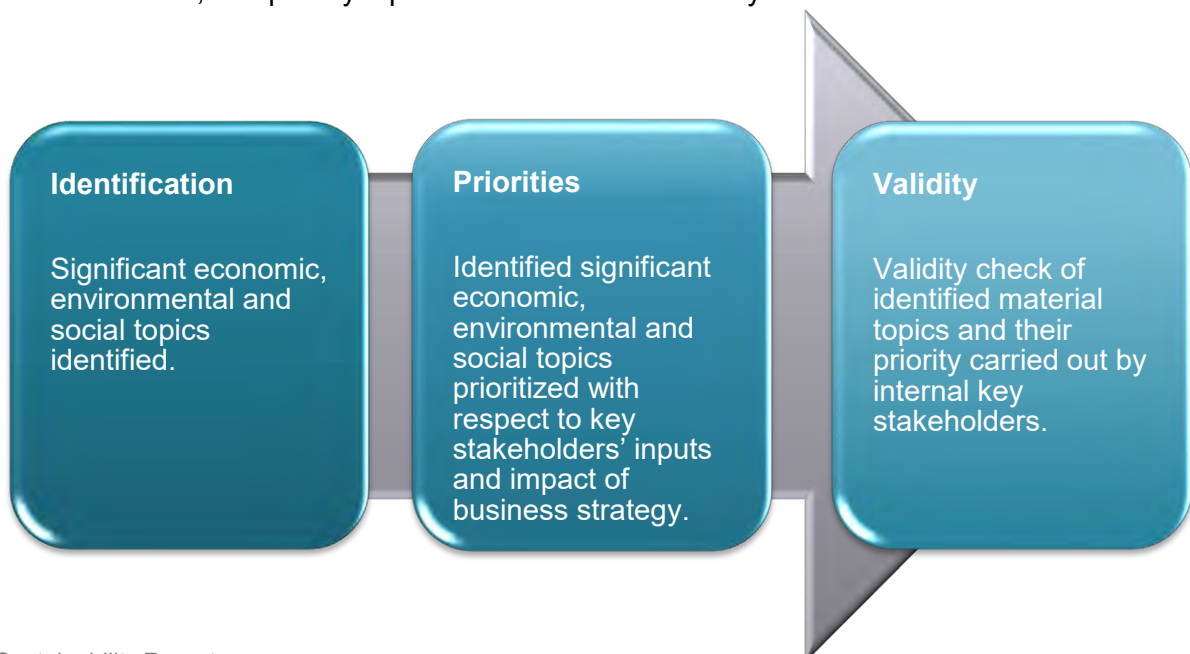 Identification
Significant economic,
environmental and
social topics
identified.
Priorities
Identified significant
economic,
environmental and
social topics
prioritized with
respect to key
stakeholders’ inputs
and impact of
business strategy.
Validity
Validity check of
identified material
topics and their
priority carried out by
internal key
stakeholders.